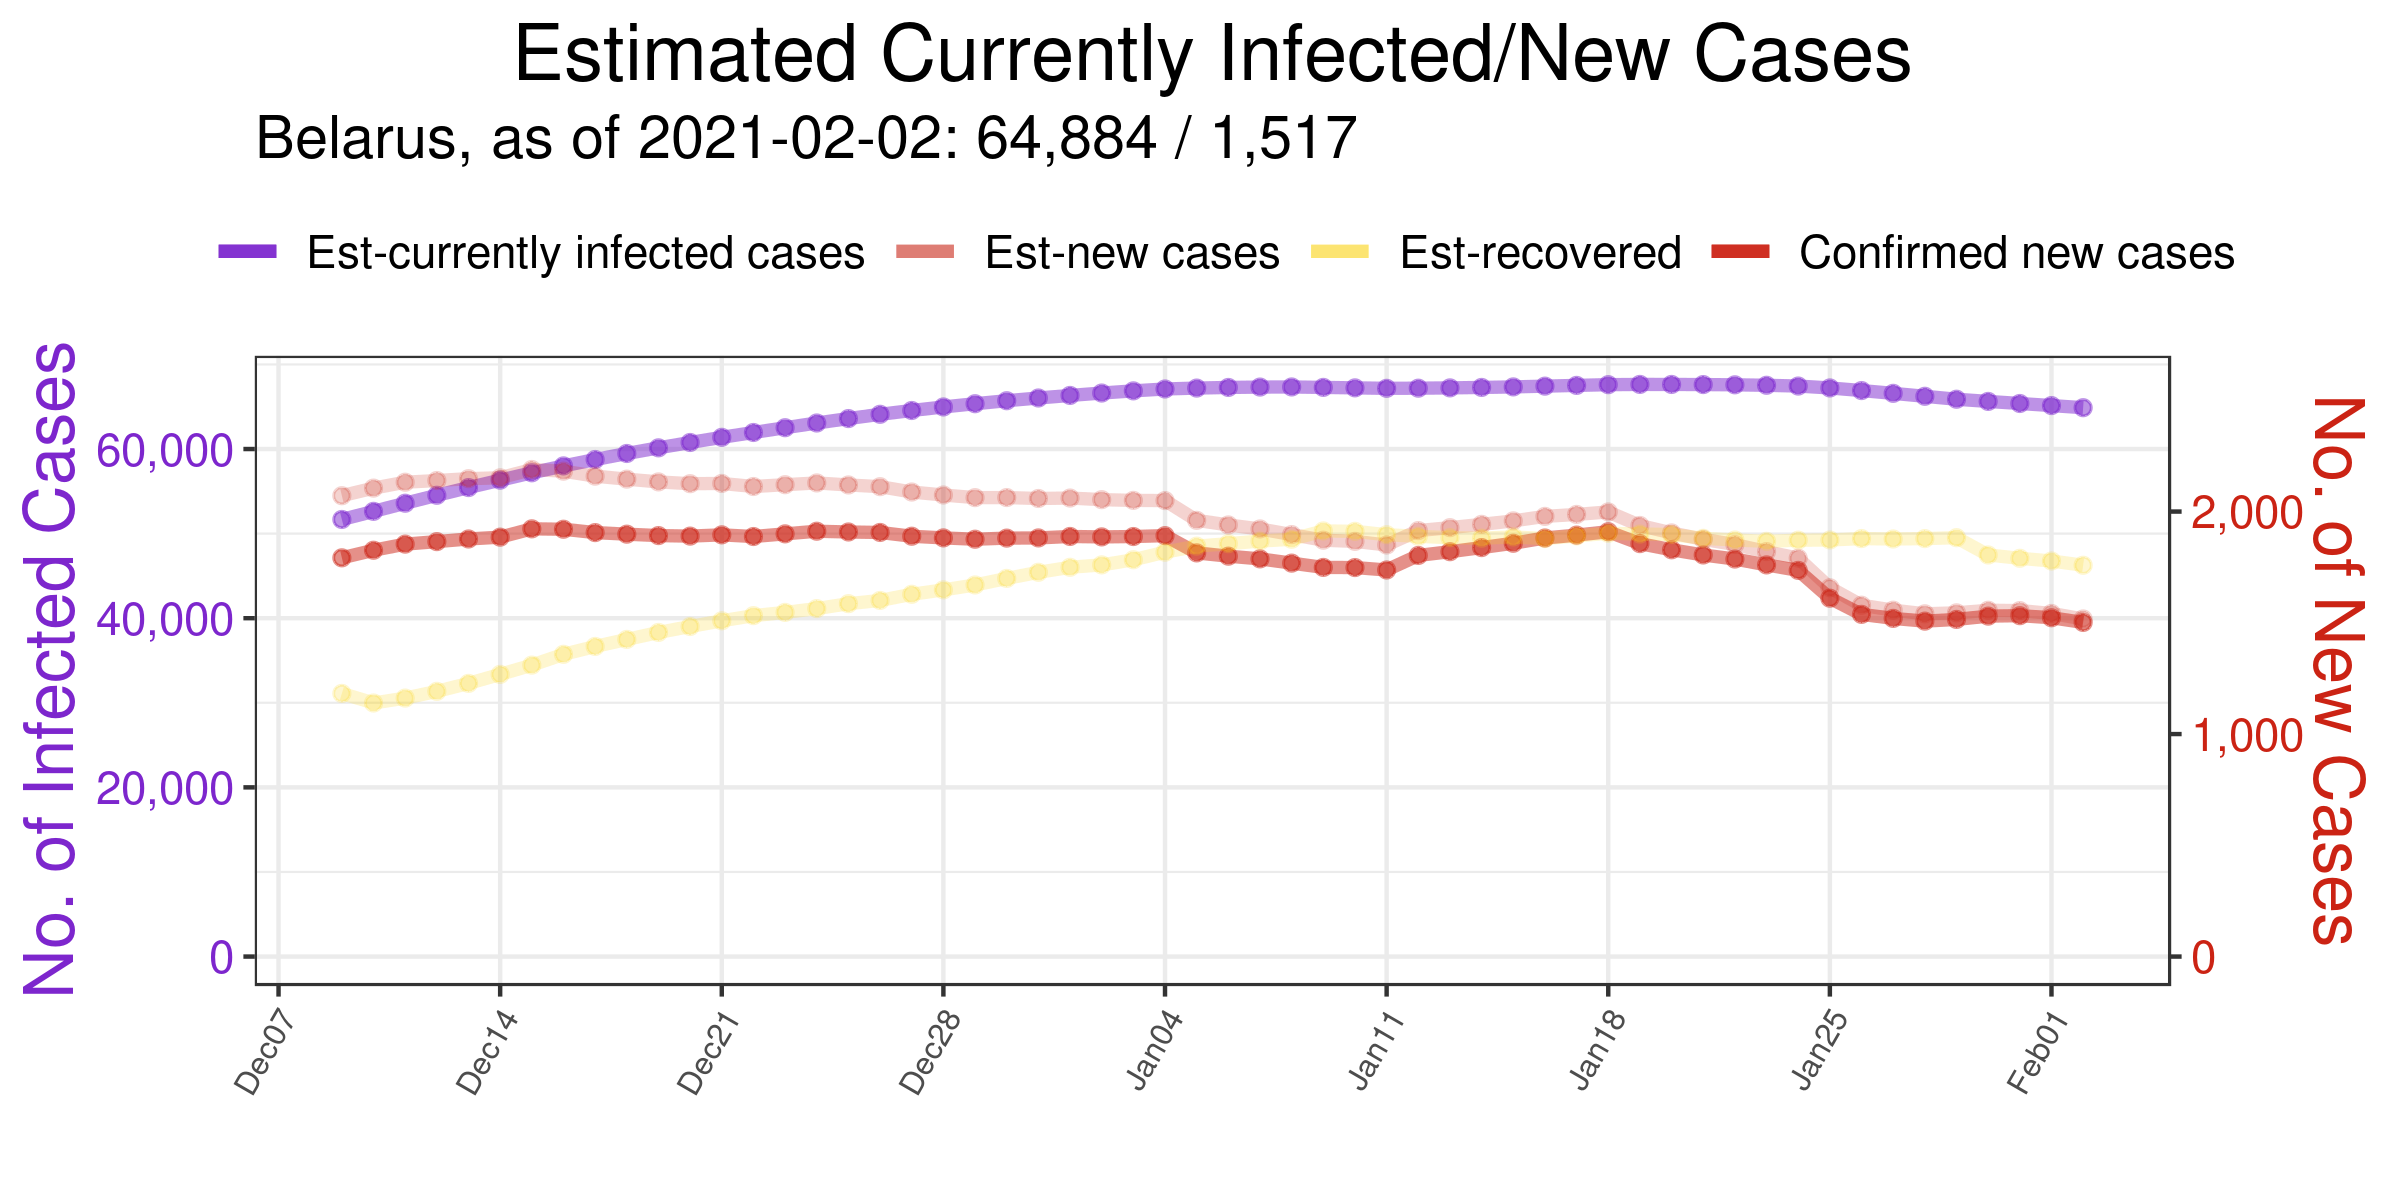 Estimated Currently Infected/New Cases
Belarus, as of 2021-02-02: 64,884 / 1,517
Est-currently infected cases Est-new cases Est-recovered Confirmed new cases
No. of Infected Cases
60,000
40,000
20,000
0
2,000
1,000
0
No. of New Cases
Dec07 Dec14 Dec21 Dec28 Jan04 Jan11 Jan18 Jan25 Feb01